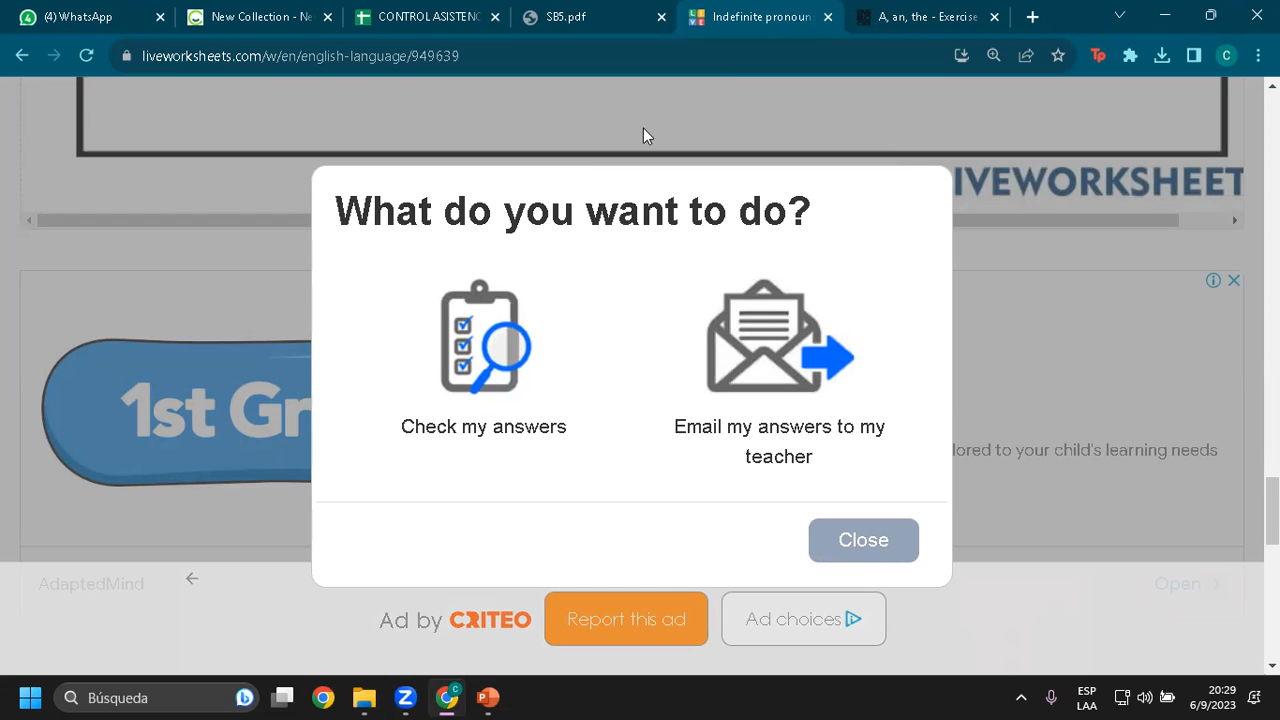 (4) WhatsApp
New Collection - Ne
CONTROL ASISTENC
SB5.pdf
Indefinite pronoun
A, an, the - Exercise
liveworksheets.com/w/en/english-language/949639
Tp
C
LIVEWORKSHEET
What do you want to do?
Check my answers
Email my answers to my
teacher
Close
1st Gr
ilored to your child's learning needs
AdaptedMind
Open
Ad by CRITEO
Report this ad
Ad choices
Búsqueda
ESP
LAA
20:29
6/9/2023